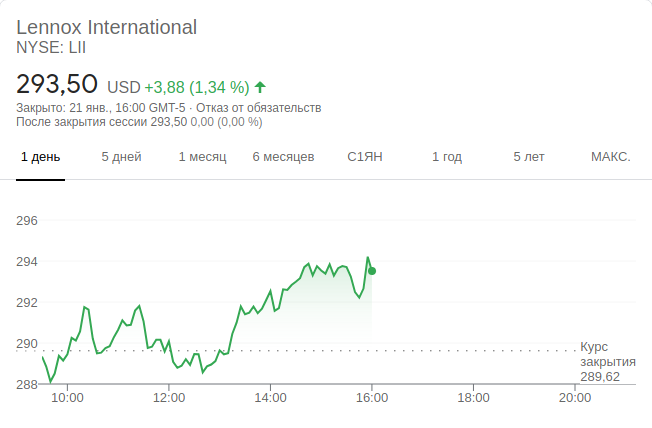 Lennox International
NYSE: LII
293,50 USD +3,88 (1,34 %)
Закрыто: 21 янв., 16:00 GMT-5 · Отказ от обязательств
После закрытия сессии 293,50 0,00 (0,00 %)
1 день 5 дней 1 месяц 6 месяцев С1ЯН 1 год 5 лет МАКС.
296
294
292
290
288
Курс
закрытия
289,62
10:00 12:00 14:00 16:00 18:00 20:00